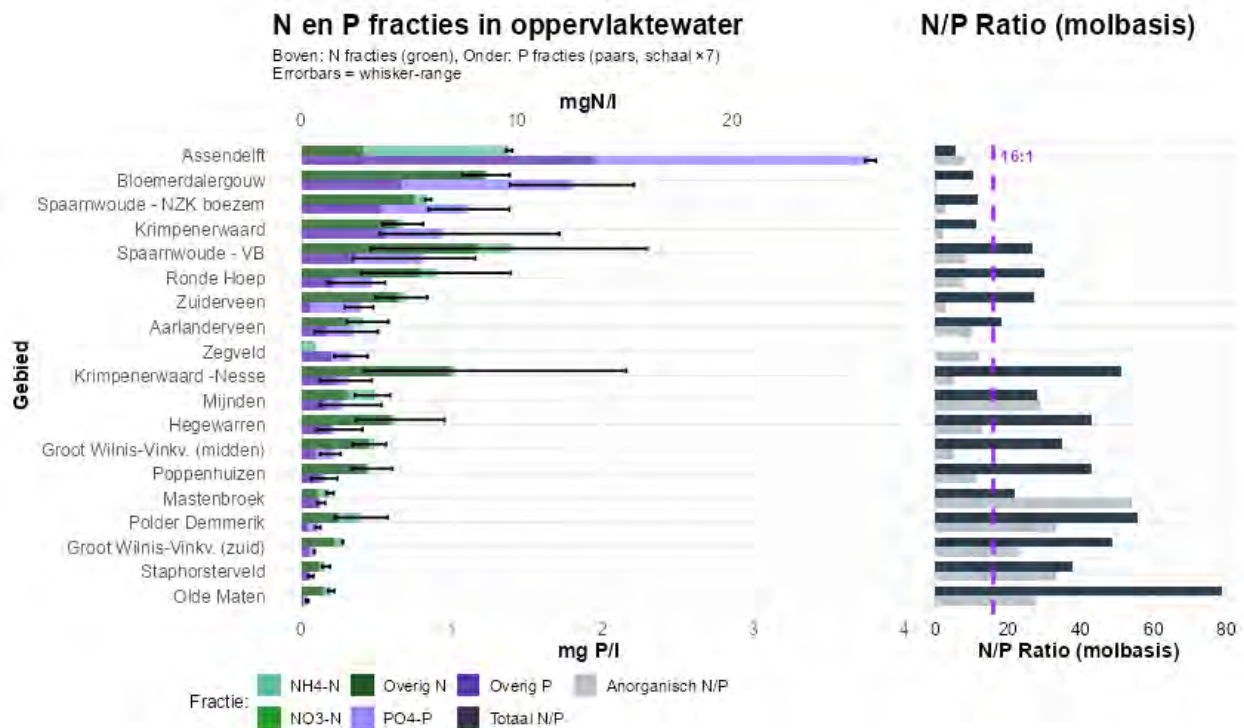 N en P fracties in oppervlaktewater
Boven: N fracties (groen), Onder: P fracties (paars, schaal ×7)
Errorbars = whisker-range
N/P Ratio (molbasis)
mgN/l
0 10 20
Gebied
Assendelft
Bloemerdalergouw
Spaarnwoude - NZK boezem
Krimpenerwaard
Spaarnwoude - VB
Ronde Hoep
Zuiderveen
Aarlanderveen
Zegveld
Krimpenerwaard -Nesse
Mijnden
Hegewarren
Groot Wilnis-Vinkv. (midden)
Poppenhuizen
Mastenbroek
Polder Demmerik
Groot Wilnis-Vinkv. (zuid)
Staphorsterveld
Olde Maten
16:1
0 1 2 3 4
mg P/l
0 20 40 60 80
N/P Ratio (molbasis)
Fractie:
NH4-N Overig N Overig P Anorganisch N/P
NO3-N PO4-P Totaal N/P